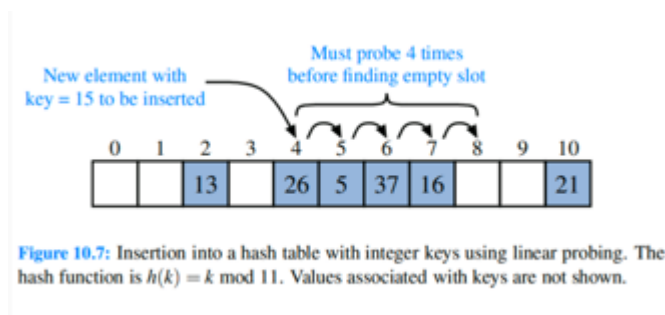 Must probe 4 times
before finding empty slot
New element with
key = 15 to be inserted
0 1 2 3 4 5 6 7 8 9 10
13 26 5 37 16 21
Figure 10.7: Insertion into a hash table with integer keys using linear probing. The
hash function is h(k) = k mod 11. Values associated with keys are not shown.